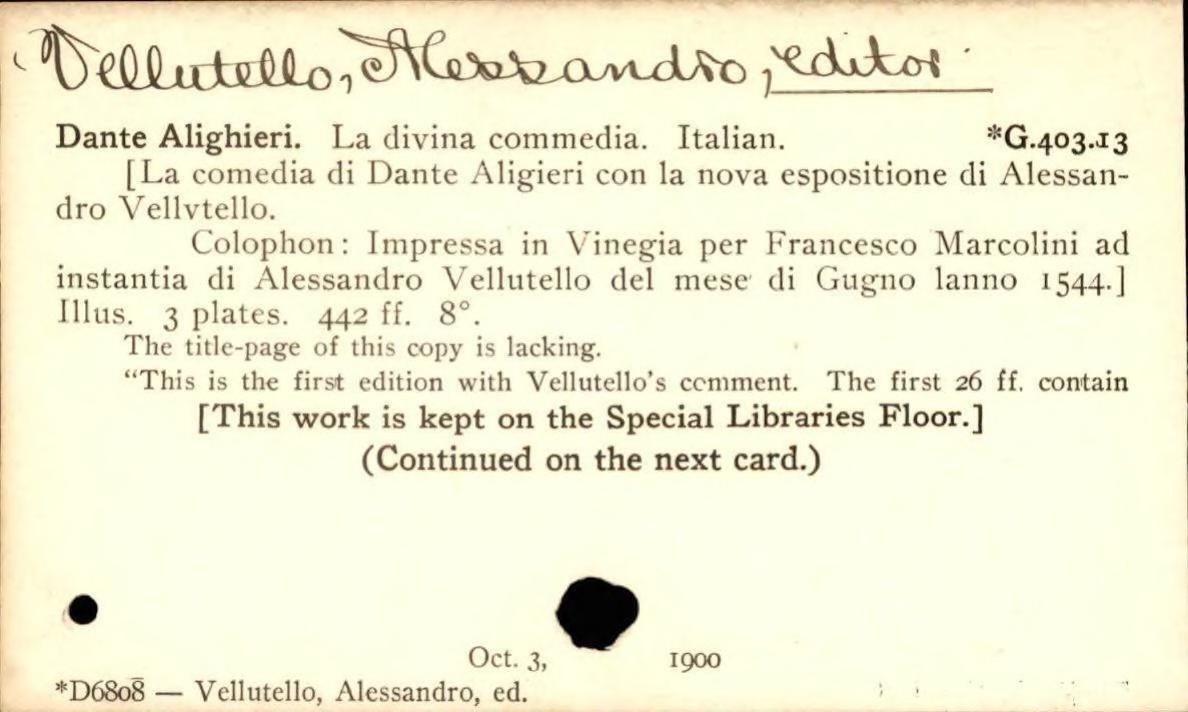 Vellutello, Alessandro, editor
Dante Alighieri. La divina commedia. Italian. *G.403.13
[La comedia di Dante Aligieri con la nova espositione di Alessan-
dro Vellvtello.
Colophon: Impressa in Vinegia per Francesco Marcolini ad
instantia di Alessandro Vellutello del mese di Gugno lanno 1544.]
Illus. 3 plates. 442 ff. 8°.
The title-page of this copy is lacking.
“This is the first edition with Vellutello’s comment. The first 26 ff. contain
[This work is kept on the Special Libraries Floor.]
(Continued on the next card.)
Oct. 3, 1900
*D6808 — Vellutello, Alessandro, ed.